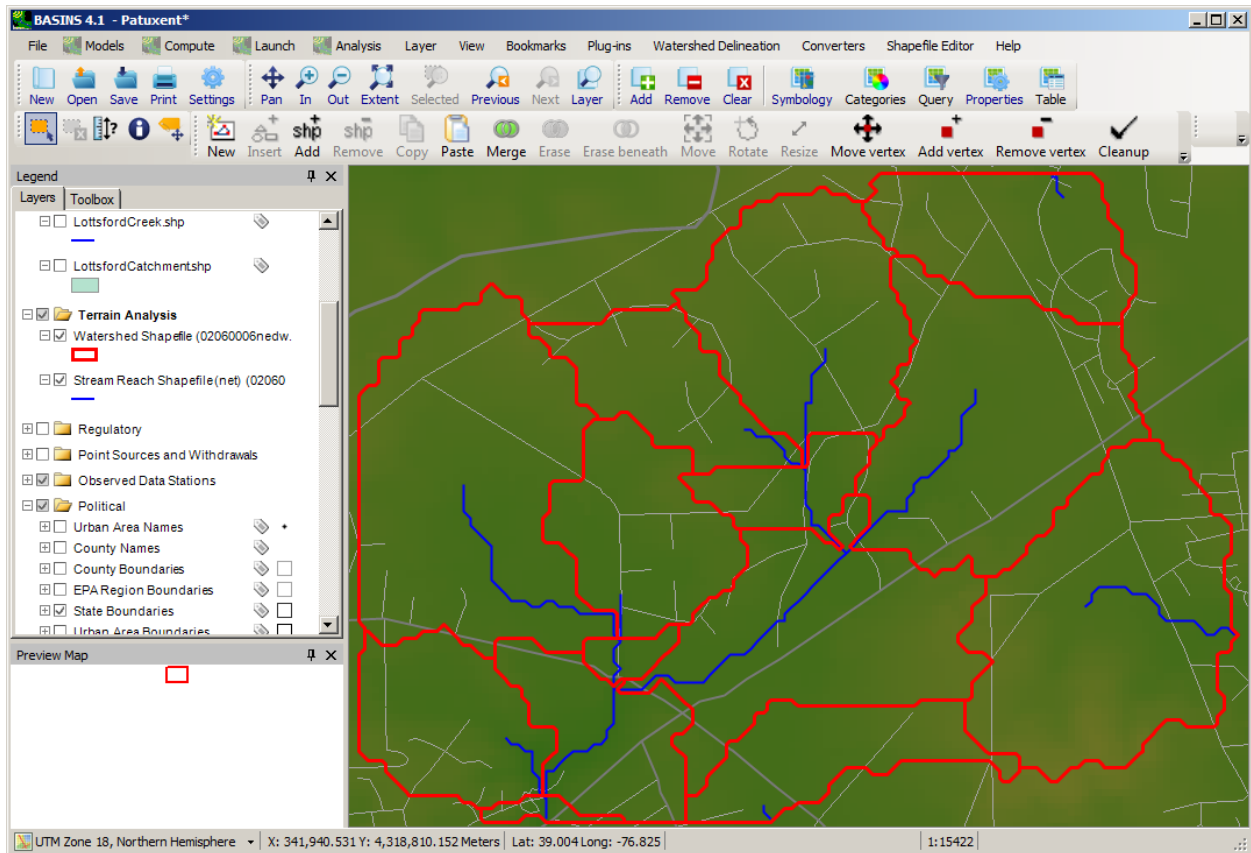 BASINS 4.1 - Patuxent*
File Models Compute Launch Analysis Layer View Bookmarks Plug-ins Watershed Delineation Converters Shapefile Editor Help
New Open Save Print Settings Pan In Out Extent Selected Previous Next Layer Add Remove Clear Symbology Categories Query Properties Table
New Insert Add Remove Copy Paste Merge Erase Erase beneath Move Rotate Resize Move vertex Add vertex Remove vertex Cleanup
Legend
Layers Toolbox
LottsfordCreek.shp
LottsfordCatchment.shp
Terrain Analysis
Watershed Shapefile (02060006nedw.
Stream Reach Shapefile(net) (02060
Regulatory
Point Sources and Withdrawals
Observed Data Stations
Political
Urban Area Names
County Names
County Boundaries
EPA Region Boundaries
State Boundaries
Urban Area Boundaries
Preview Map
UTM Zone 18, Northern Hemisphere X: 341,940.531 Y: 4,318,810.152 Meters Lat: 39.004 Long: -76.825 1:15422